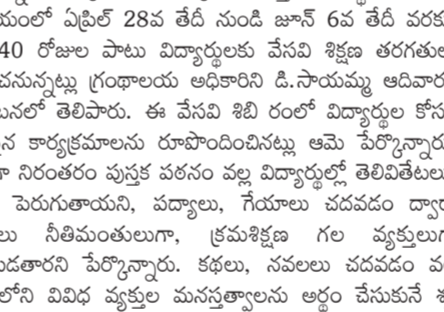 యంలో ఏప్రిల్ 28వ తేదీ నుండి జూన్ 6వ తేదీ వరకు
40 రోజుల పాటు విద్యార్థులకు వేసవి శిక్షణ తరగతుల
చనున్నట్లు గ్రంథాలయ అధికారిని డి.సాయమ్మ ఆదివార
టనలో తెలిపారు. ఈ వేసవి శిబి రంలో విద్యార్థుల కోస
న కార్యక్రమాలను రూపొందించినట్లు ఆమె పేర్కొన్నారు
ా నిరంతరం పుస్తక పఠనం వల్ల విద్యార్థుల్లో తెలివితేటలు
పెరుగుతాయని, పద్యాలు, గేయాలు చదవడం ద్వార
లు నీతిమంతులుగా, క్రమశిక్షణ గల వ్యక్తులుగ
డతారని పేర్కొన్నారు. కథలు, నవలలు చదవడం వ
లోని వివిధ వ్యక్తుల మనస్తత్వాలను అర్థం చేసుకునే శ